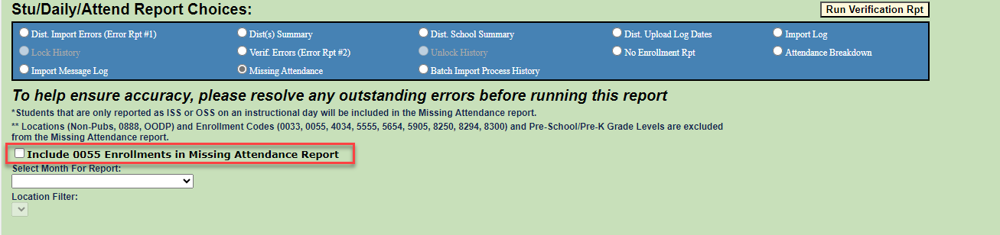 Stu/Daily/Attend Report Choices:
Run Verification Rpt
Dist. Import Errors (Error Rpt #1) Dist(s) Summary Dist. School Summary Dist. Upload Log Dates Import Log
Lock History Verif. Errors (Error Rpt #2) Unlock History No Enrollment Rpt Attendance Breakdown
Import Message Log Missing Attendance Batch Import Process History
To help ensure accuracy, please resolve any outstanding errors before running this report
*Students that are only reported as ISS or OSS on an instructional day will be included in the Missing Attendance report.
** Locations (Non-Pubs, 0888, OODP) and Enrollment Codes (0033, 0055, 4034, 5555, 5654, 5905, 8250, 8294, 8300) and Pre-School/Pre-K Grade Levels are excluded
from the Missing Attendance report.
Include 0055 Enrollments in Missing Attendance Report
Select Month For Report:
Location Filter: